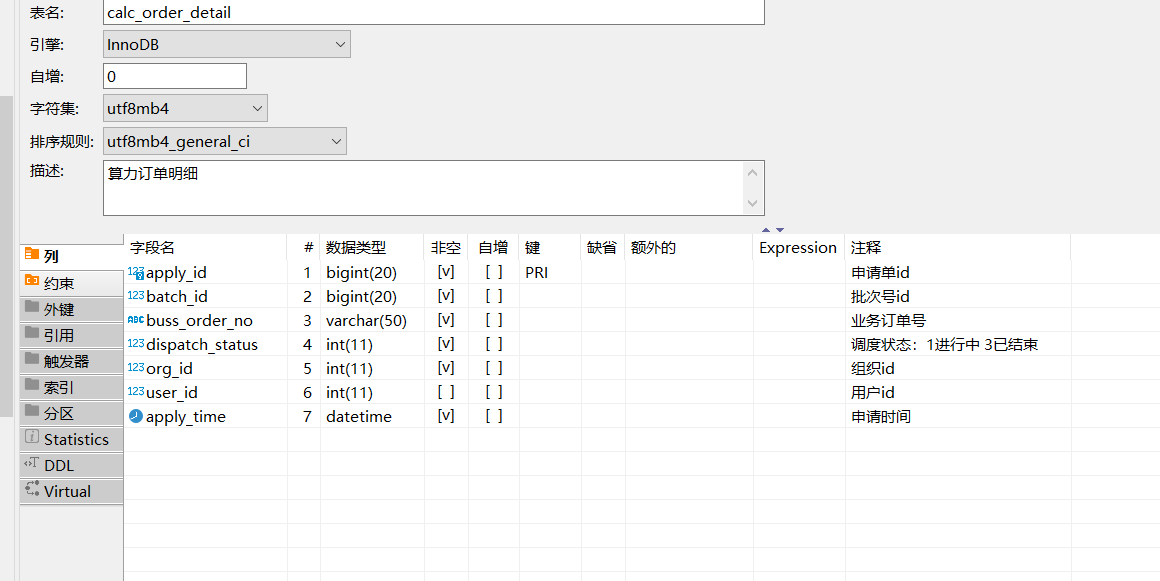 表名: calc_order_detail
引擎: InnoDB
自增: 0
字符集: utf8mb4
排序规则: utf8mb4_general_ci
描述: 算力订单明细
列
约束
外键
引用
触发器
索引
分区
Statistics
DDL
Virtual
字段名 # 数据类型 非空 自增 键 缺省 额外的 Expression 注释
123 apply_id 1 bigint(20) [v] [ ] PRI 申请单id
123 batch_id 2 bigint(20) [v] [ ] 批次号id
ABC buss_order_no 3 varchar(50) [v] [ ] 业务订单号
123 dispatch_status 4 int(11) [v] [ ] 调度状态：1进行中 3已结束
123 org_id 5 int(11) [v] [ ] 组织id
123 user_id 6 int(11) [ ] [ ] 用户id
apply_time 7 datetime [v] [ ] 申请时间